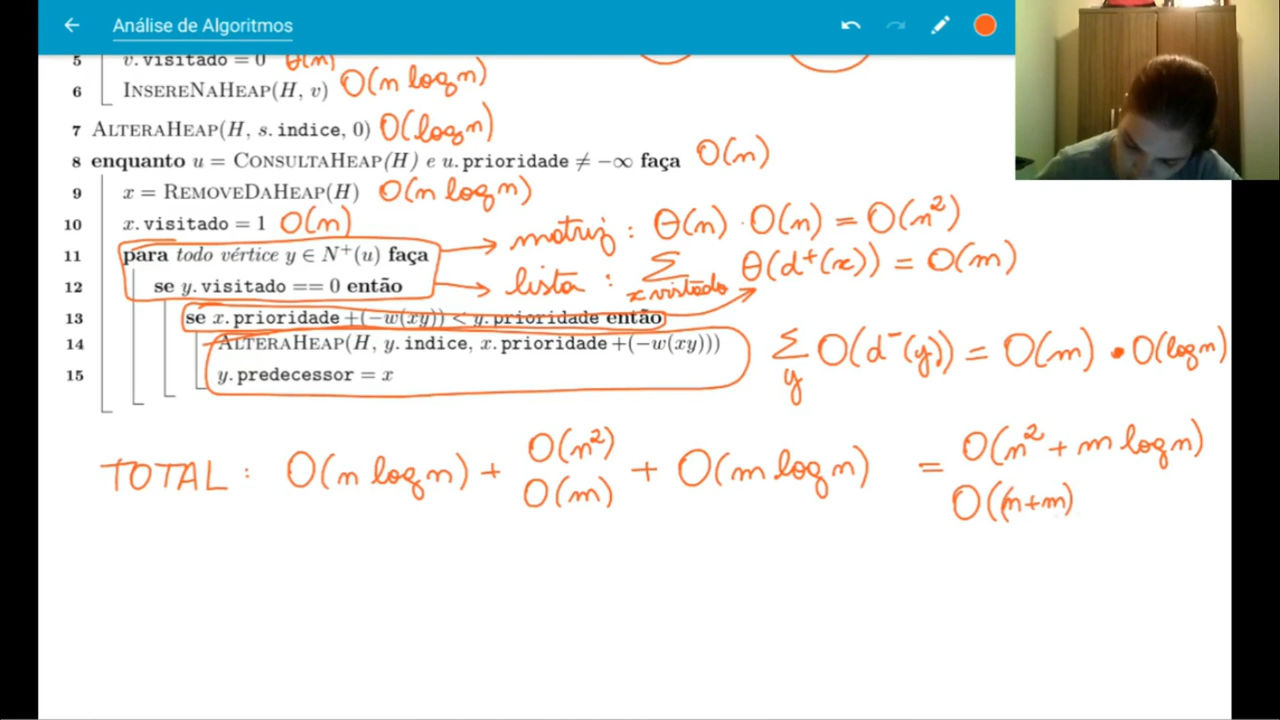 Análise de Algoritmos
5 v.visitado = 0 Θ(n)
6 INSERENAHEAP(H, v) O(n log n)
7 ALTERAHEAP(H, s.indice, 0) O(log n)
8 enquanto u = CONSULTAHEAP(H) e u.prioridade ≠ −∞ faça O(n)
9 x = REMOVEDAHEAP(H) O(n log n)
10 x.visitado = 1 O(n) matriz : Θ(n) · O(n) = O(n²)
11 para todo vértice y ∈ N⁺(u) faça
12 se y.visitado == 0 então lista : Σ x visitado Θ(d⁺(x)) = O(m)
13 se x.prioridade +(−w(xy)) < y.prioridade então
14 ALTERAHEAP(H, y.indice, x.prioridade +(−w(xy))) Σ y O(d⁻(y)) = O(m) • O(log n)
15 y.predecessor = x
TOTAL : O(n log n) + O(n²) O(m) + O(m log n) = O(n² + m log n)
O((n+m)